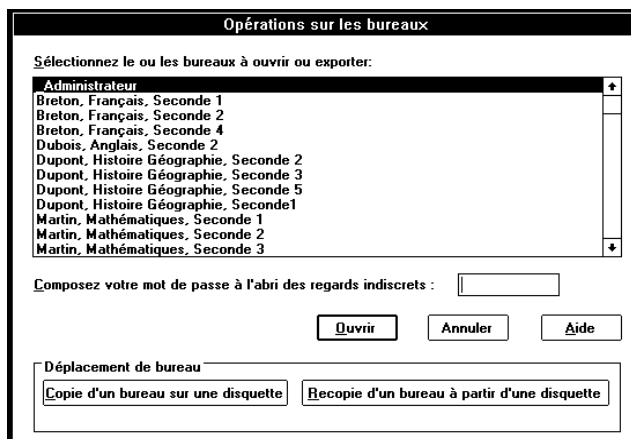 Opérations sur les bureaux
Sélectionnez le ou les bureaux à ouvrir ou exporter:
_Administrateur
Breton, Français, Seconde 1
Breton, Français, Seconde 2
Breton, Français, Seconde 4
Dubois, Anglais, Seconde 2
Dupont, Histoire Géographie, Seconde 2
Dupont, Histoire Géographie, Seconde 3
Dupont, Histoire Géographie, Seconde 5
Dupont, Histoire Géographie, Seconde1
Martin, Mathématiques, Seconde 1
Martin, Mathématiques, Seconde 2
Martin, Mathématiques, Seconde 3
Composez votre mot de passe à l'abri des regards indiscrets :
Ouvrir Annuler Aide
Déplacement de bureau
Copie d'un bureau sur une disquette Recopie d'un bureau à partir d'une disquette